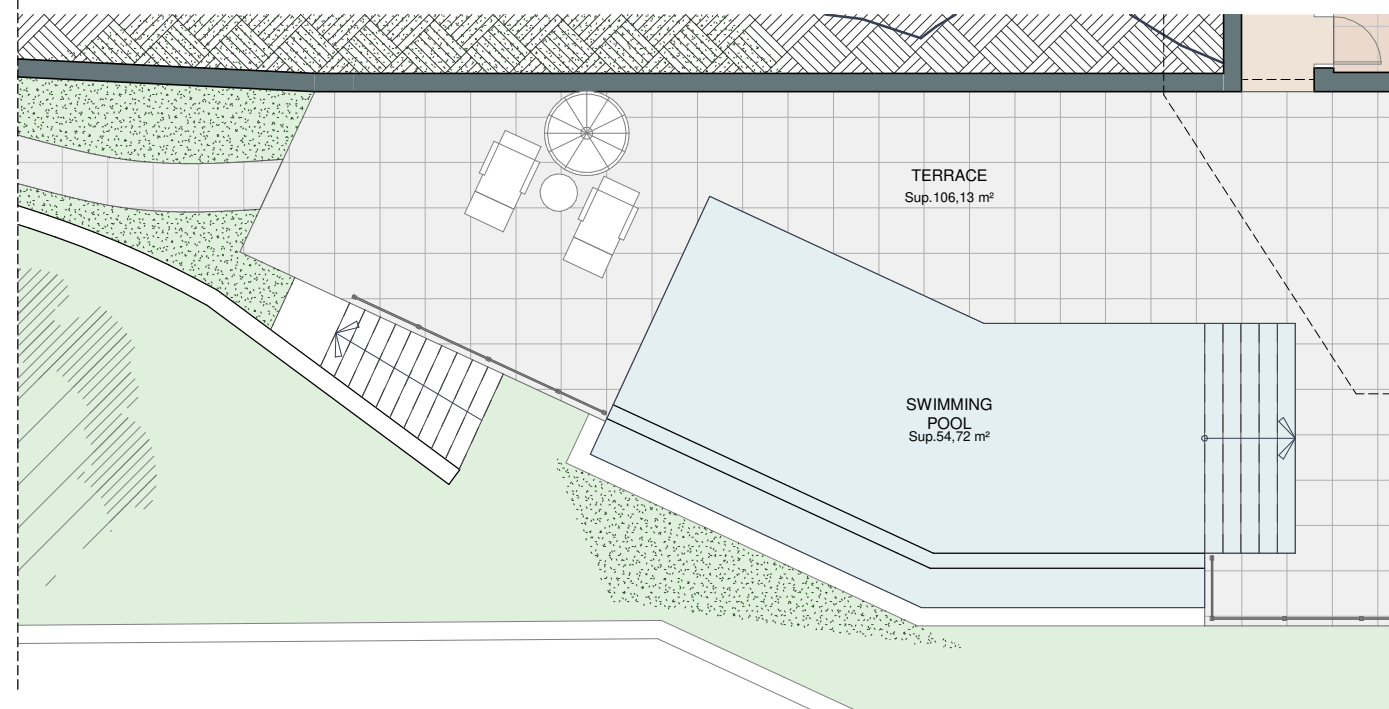 TERRACE
Sup.106,13 m²
SWIMMING
POOL
Sup.54,72 m²